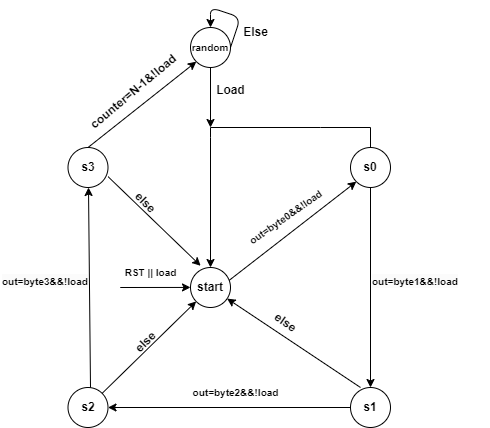 Else
random
Load
counter=N-1&!load
s3
s0
else
out=byte0&&!load
RST || load
out=byte3&&!load
start
out=byte1&&!load
else
else
out=byte2&&!load
s2
s1